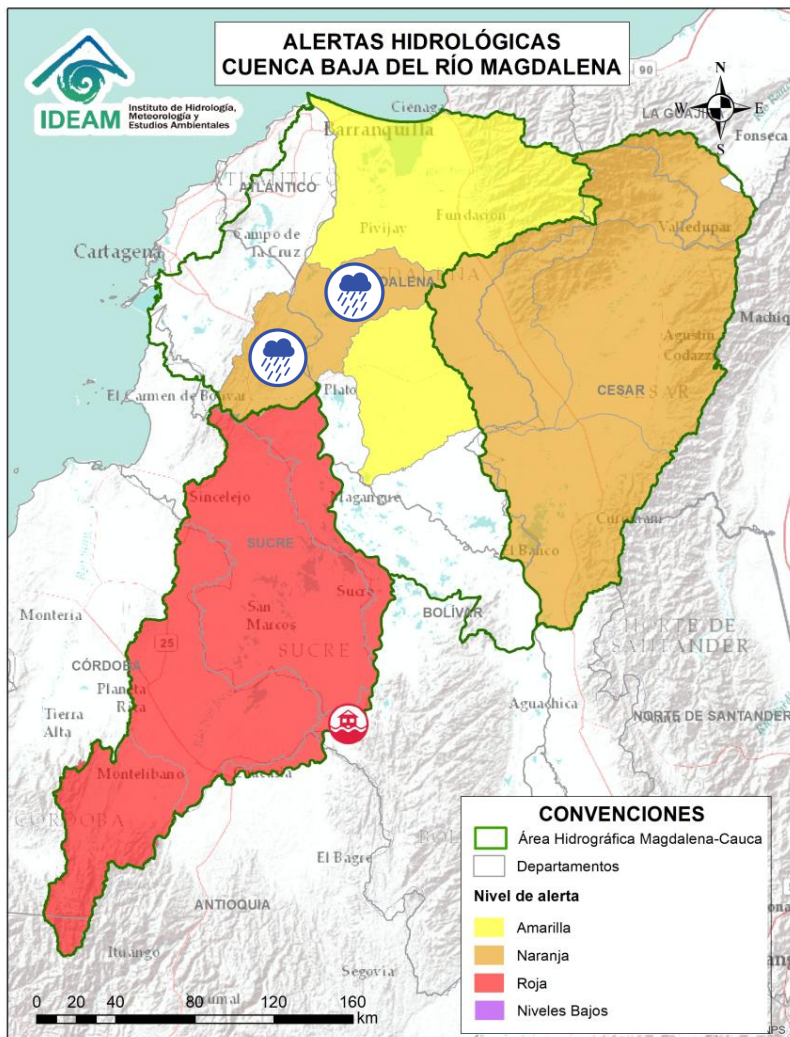 ALERTAS HIDROLÓGICAS
CUENCA BAJA DEL RÍO MAGDALENA
IDEAM
Instituto de Hidrología,
Meteorología y
Estudios Ambientales
N
W
E
S
90
LA GUAJIRA
Fonseca
Ciénaga
Barranquilla
ATLÁNTICO
Pivijay
Fundación
Valledupar
Campo de
La Cruz
Cartagena
Machiq
Agustín
Codazzi
CESAR
CESAR
El Carmen de Bolívar
Plato
Sincelejo
Magangue
SUCRE
El Banco
Sucre
San
Marcos
SUCRE
BOLÍVAR
Montería
25
CÓRDOBA
Planeta
Rica
Tierra
Alta
NORTE DE
SANTANDER
Aguachica
NORTE DE SANTANDER
Montelíbano
CÓRDOBA
El Bagre
ANTIOQUIA
Ituango
Segovia
CONVENCIONES
Área Hidrográfica Magdalena-Cauca
Departamentos
Nivel de alerta
Amarilla
Naranja
Roja
Niveles Bajos
0 20 40 80 120 160
km